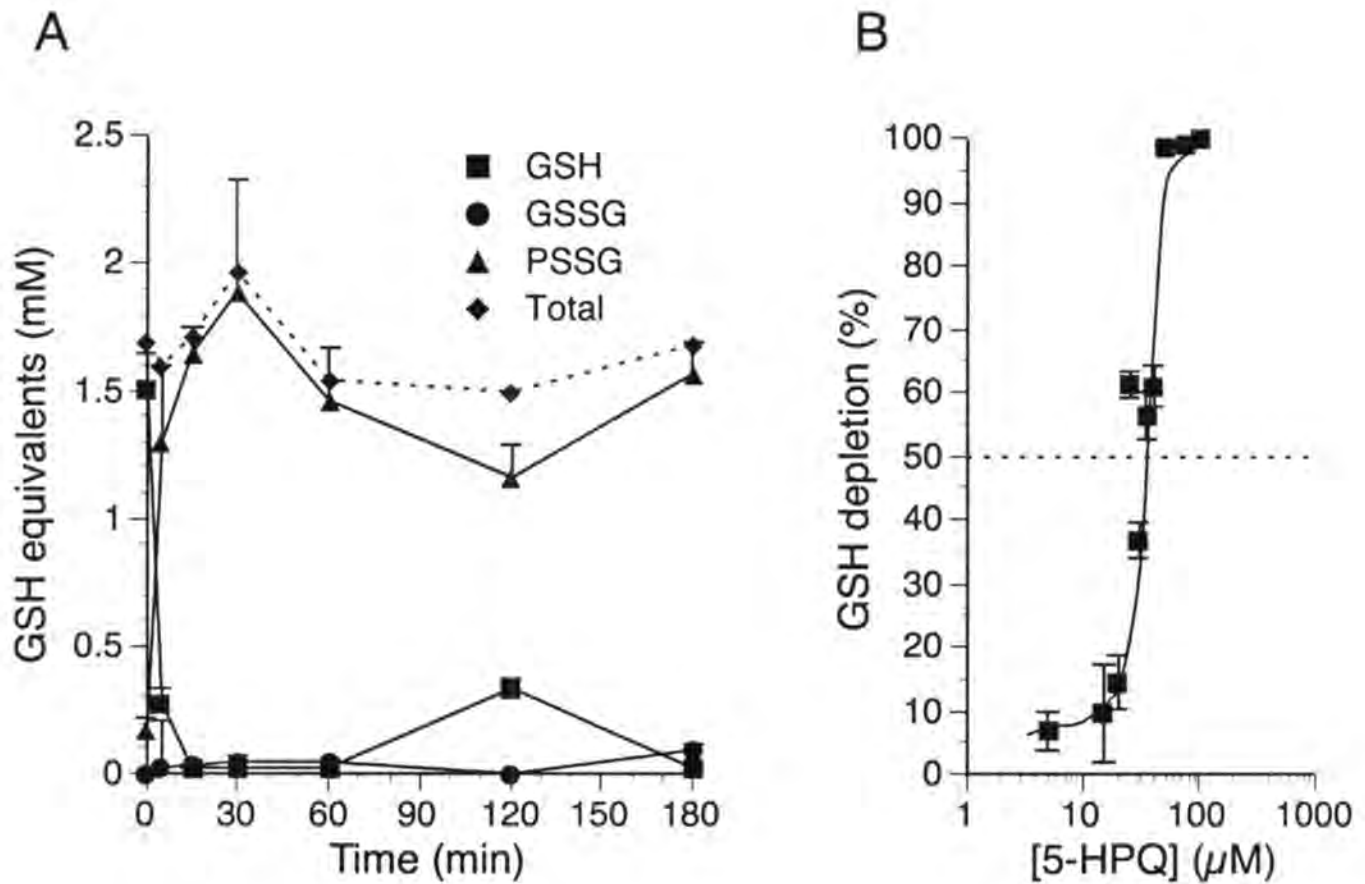 A
GSH equivalents (mM)
2.5
2
1.5
1
0.5
0
0 30 60 90 120 150 180
Time (min)
GSH
GSSG
PSSG
Total
B
GSH depletion (%)
100
90
80
70
60
50
40
30
20
10
0
1 10 100 1000
[5-HPQ] (μM)